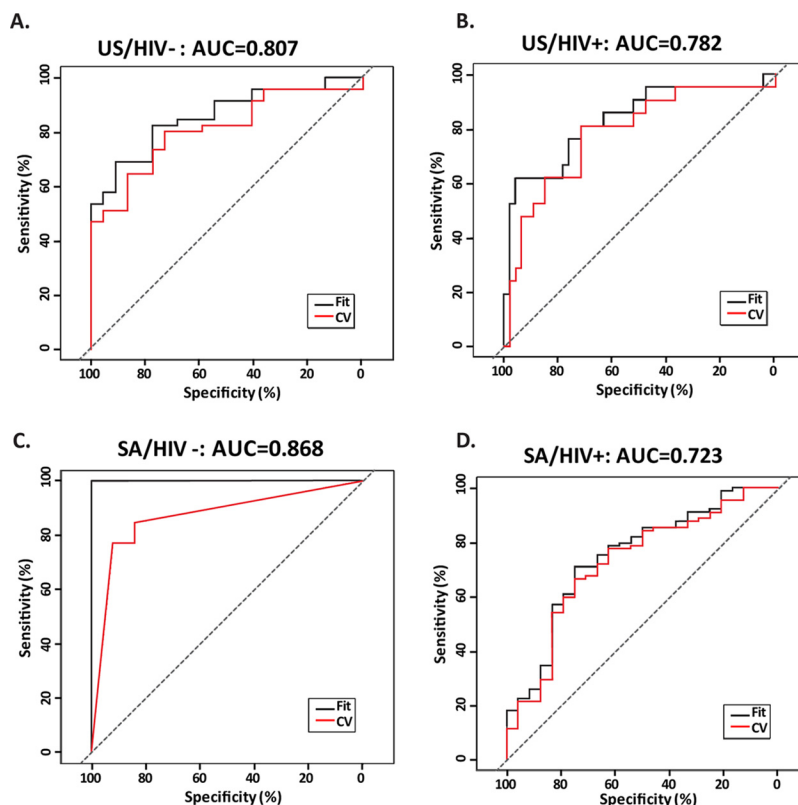 A.
US/HIV- : AUC=0.807
Sensitivity (%)
100
80
60
40
20
0
100 80 60 40 20 0
Specificity (%)
Fit
CV
B.
US/HIV+: AUC=0.782
Sensitivity (%)
100
80
60
40
20
0
100 80 60 40 20 0
Specificity (%)
Fit
CV
C.
SA/HIV -: AUC=0.868
Sensitivity (%)
100
80
60
40
20
0
100 80 60 40 20 0
Specificity (%)
Fit
CV
D.
SA/HIV+: AUC=0.723
Sensitivity (%)
100
80
60
40
20
0
100 80 60 40 20 0
Specificity (%)
Fit
CV